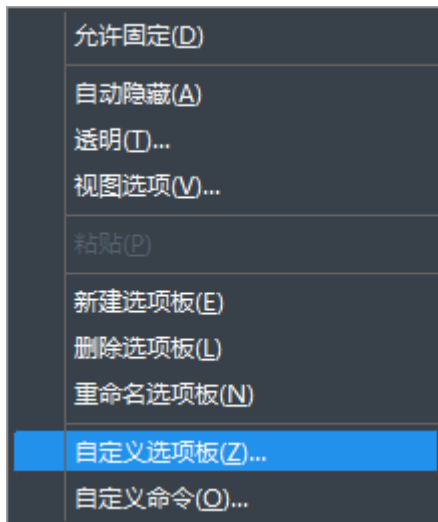 允许固定(D)
自动隐藏(A)
透明(T)...
视图选项(V)...
粘贴(P)
新建选项板(E)
删除选项板(L)
重命名选项板(N)
自定义选项板(Z)...
自定义命令(O)...